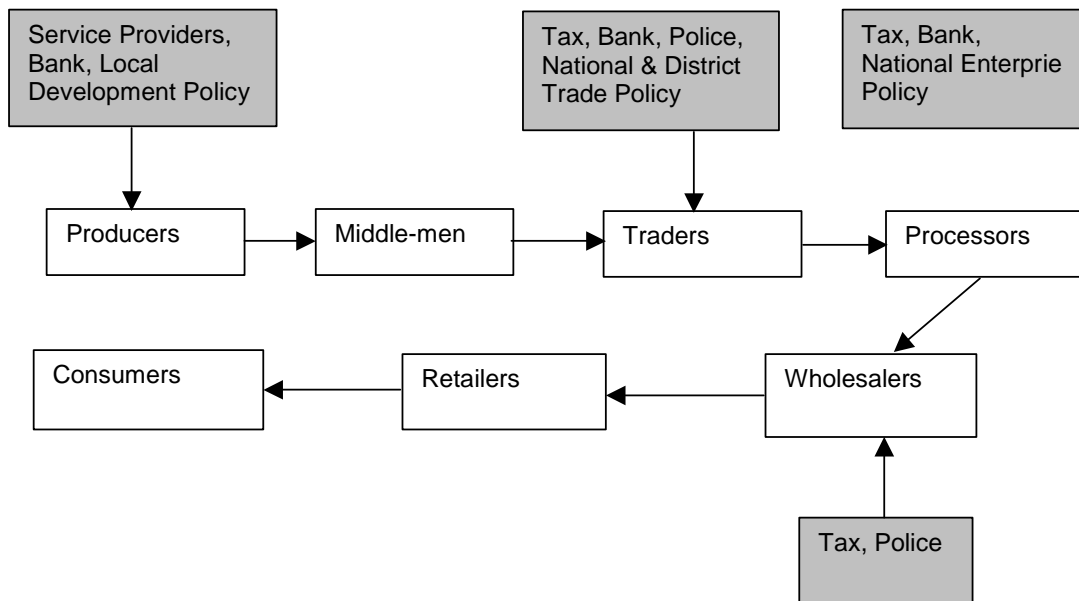 Service Providers,
Bank, Local
Development Policy
Tax, Bank, Police,
National & District
Trade Policy
Tax, Bank,
National Enterprie
Policy
Producers
Middle-men
Traders
Processors
Consumers
Retailers
Wholesalers
Tax, Police